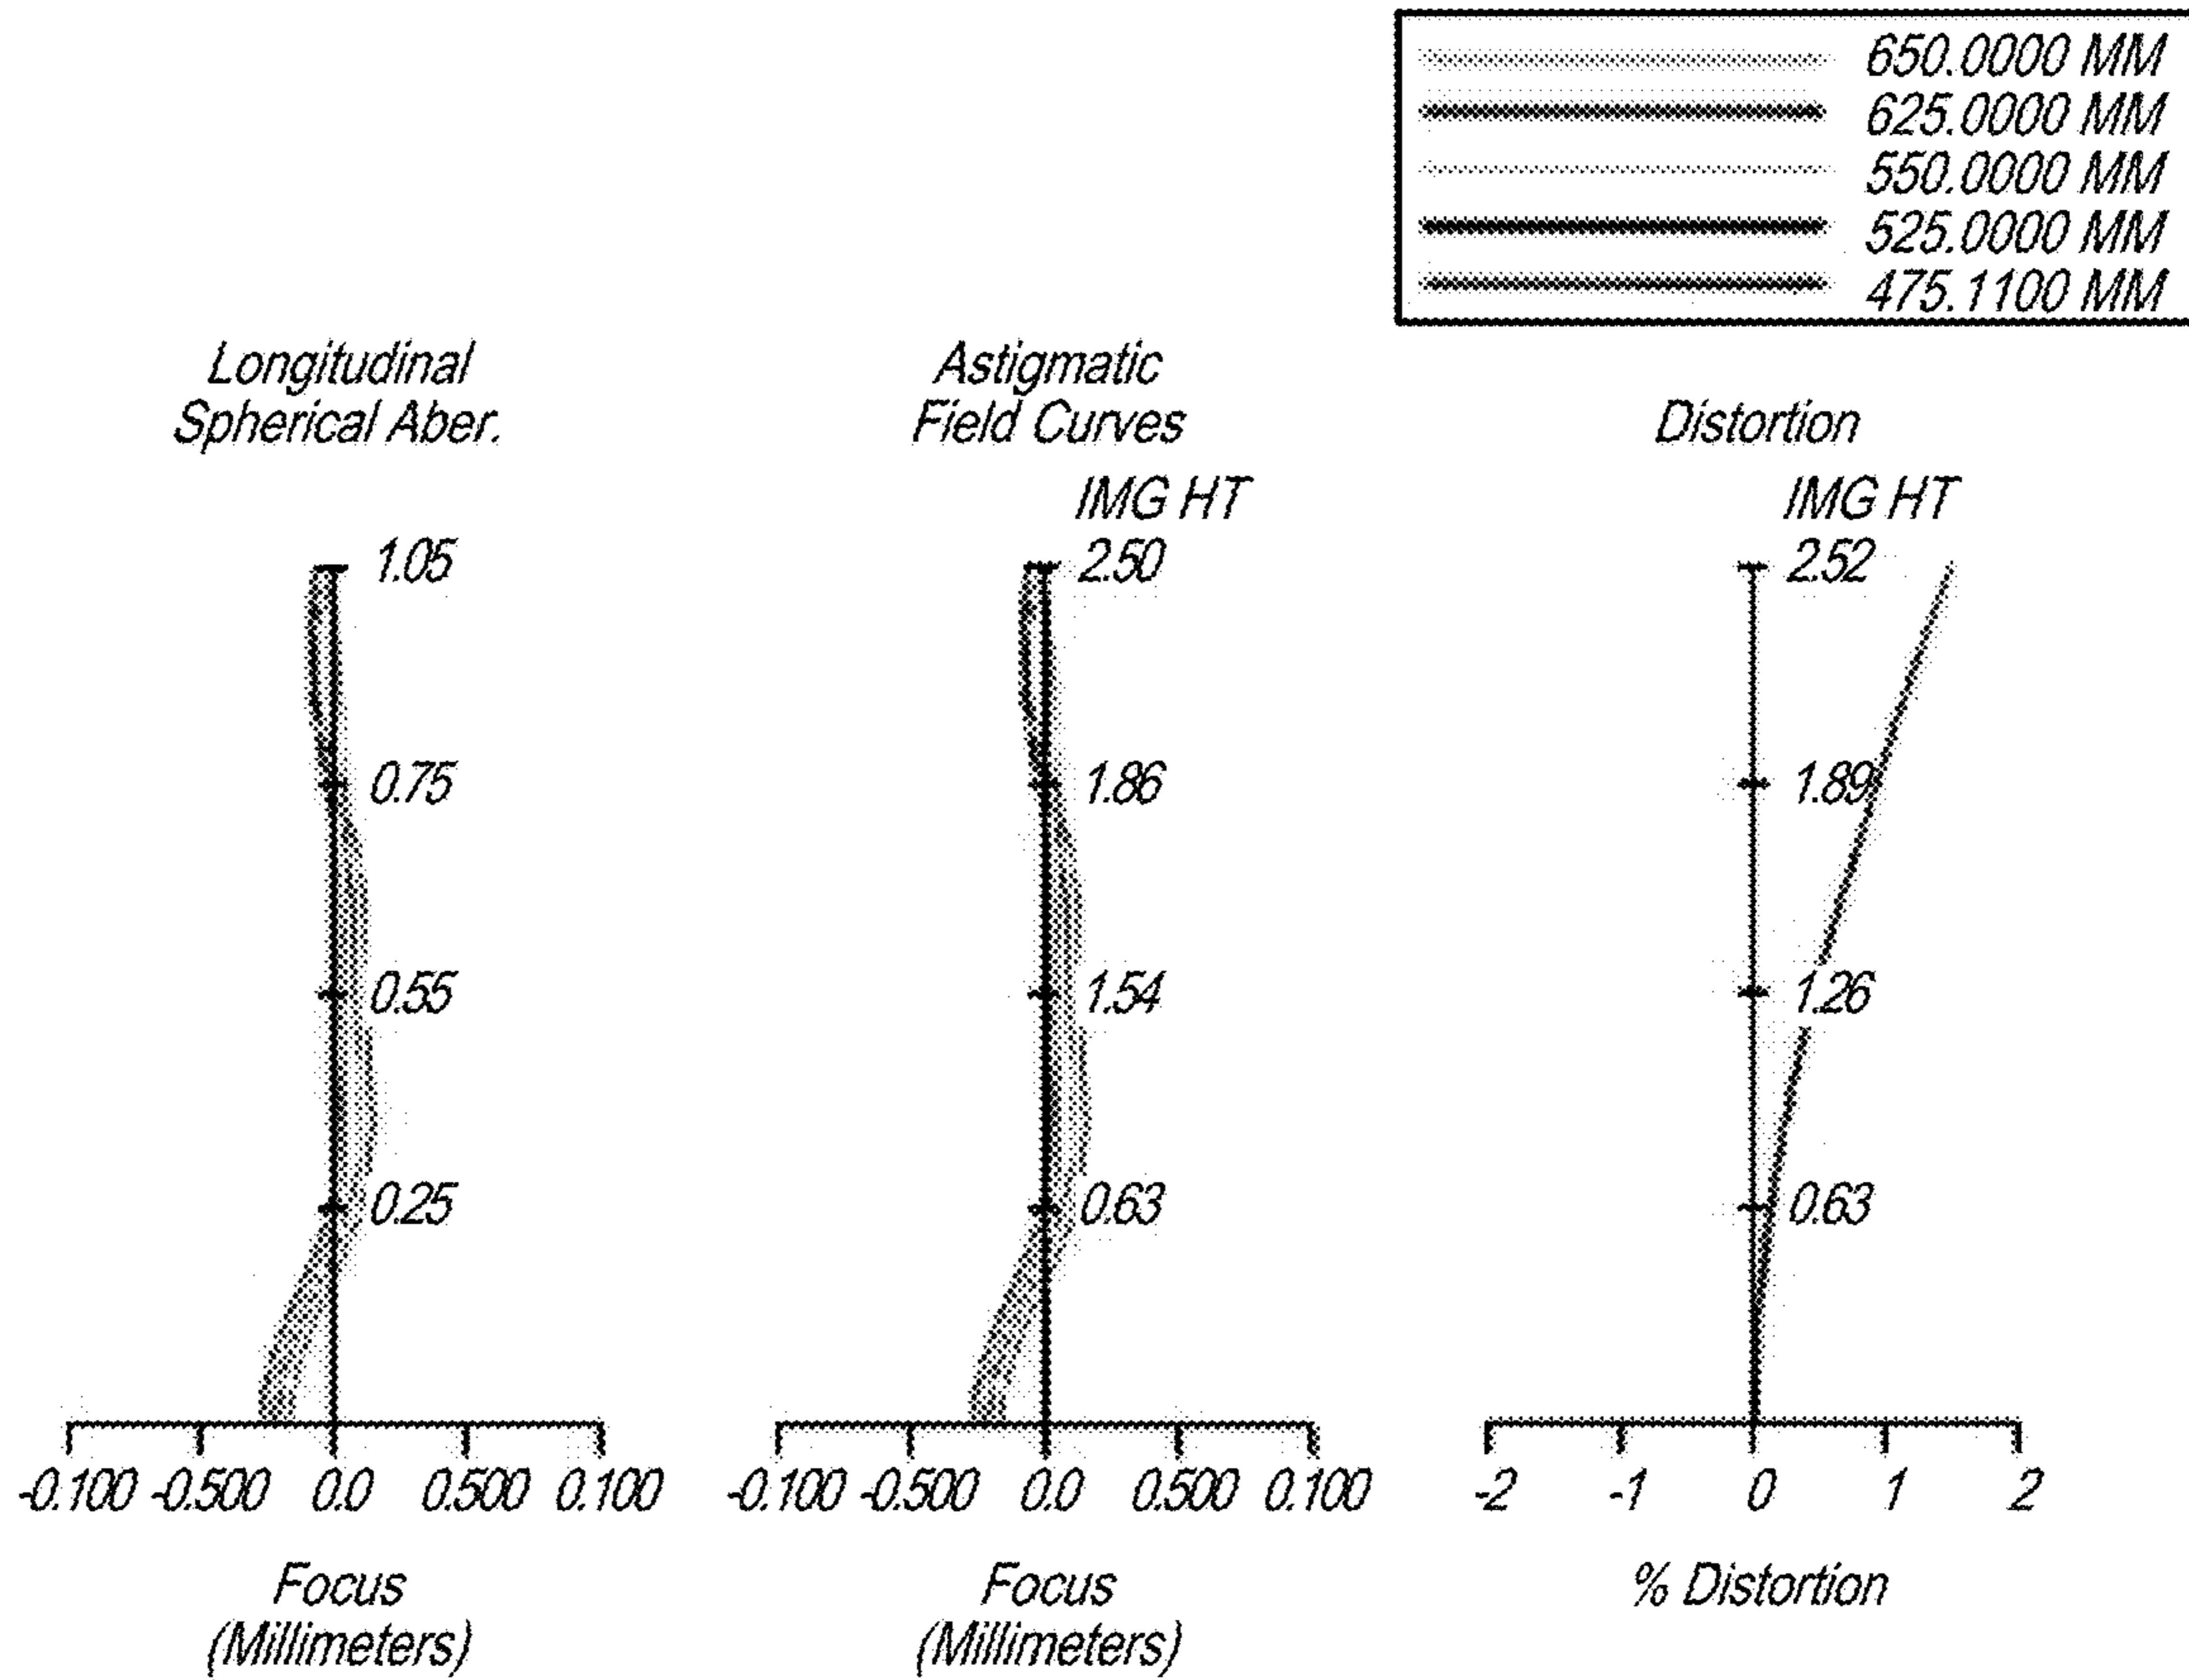 650.0000 MM
625.0000 MM
550.0000 MM
525.0000 MM
475.1100 MM
Longitudinal
Spherical Aber.
1.05
0.75
0.55
0.25
-0.100 -0.500 0.0 0.500 0.100
Focus
(Millimeters)
Astigmatic
Field Curves
IMG HT
2.50
1.86
1.54
0.63
-0.100 -0.500 0.0 0.500 0.100
Focus
(Millimeters)
Distortion
IMG HT
2.52
1.89
1.26
0.63
-2 -1 0 1 2
% Distortion